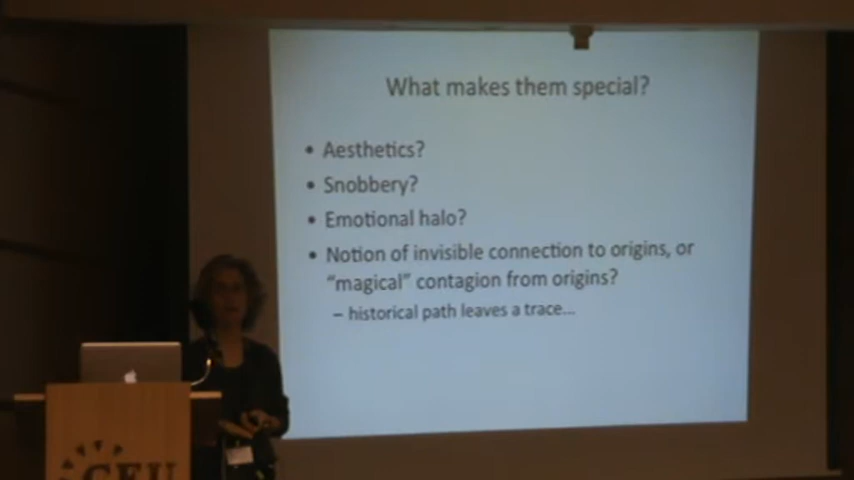 What makes them special?
• Aesthetics?
• Snobbery?
• Emotional halo?
• Notion of invisible connection to origins, or
“magical” contagion from origins?
– historical path leaves a trace...
CEU